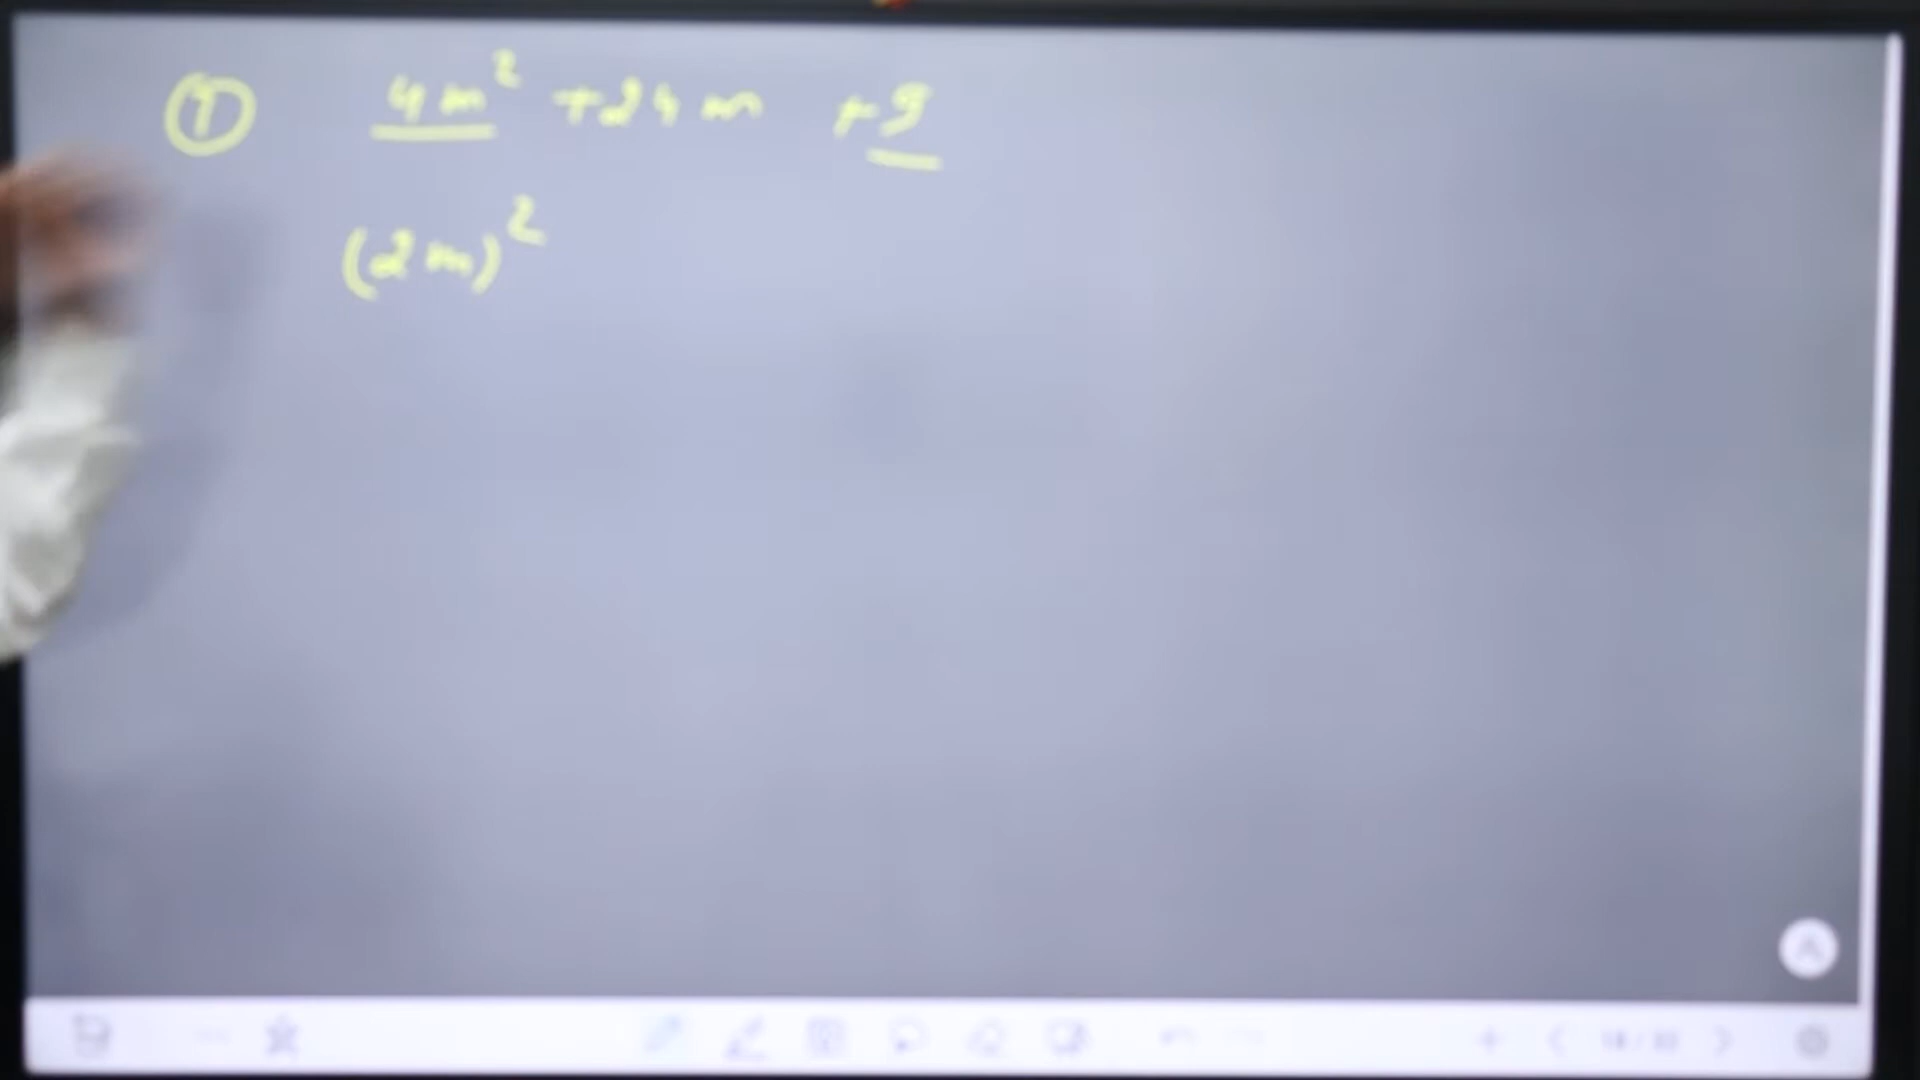 ① 4m² +24m +9
(2m)²